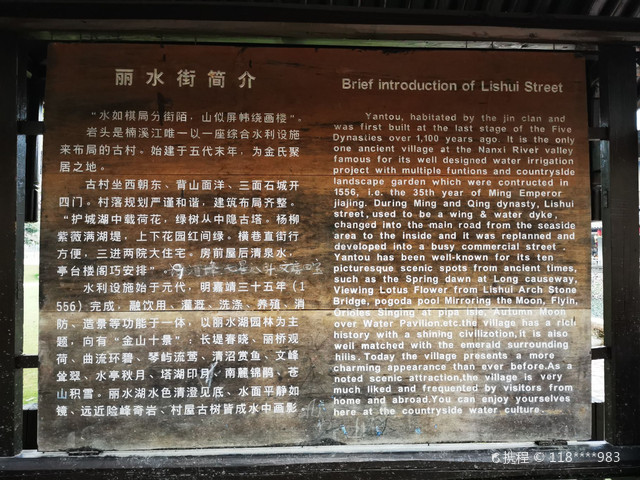 丽水街简介
“水如棋局分街陌，山似屏帏绕画楼”。
岩头是楠溪江唯一以一座综合水利设施
来布局的古村。始建于五代末年，为金氏聚
居之地。
古村坐西朝东、背山面洋、三面石城开
四门。村落规划严谨和谐，建筑布局齐整。
“护城湖中载荷花，绿树从中隐古塔。杨柳
紫薇满湖堤，上下花园红间绿。横巷直街行
方便，三进两院大住宅。房前屋后清泉水，
亭台楼阁巧安排”。
水利设施始于元代，明嘉靖三十五年（1
556）完成，融饮用、灌溉、洗涤、养殖、消
防、造景等功能于一体，以丽水湖园林为主
题，向有“金山十景”：长堤春晓、丽桥观
荷、曲流环碧、琴屿流莺、清沼赏鱼、文峰
耸翠、水亭秋月、塔湖印月、南麓锦鹃、苍
山积雪。丽水湖水色清澄见底、水面平静如
镜、远近险峰奇岩、村屋古树皆成水中画影。
Brief introduction of Lishui Street
Yantou, habitated by the jin clan and
was first built at the last stage of the Five
Dynasties over 1,100 years ago. It is the only
one ancient village at the Nanxi River valley
famous for its well designed water irrigation
project with multiple funtions and countryside
landscape garden which were contructed in
1556, i.e. the 35th year of Ming Emperor
jiajing. During Ming and Qing dynasty, Lishui
street, used to be a wing & water dyke,
changed into the main road from the seaside
area to the inside and it was replanned and
developed into a busy commercial street
Yantou has been well-known for its ten
picturesque scenic spots from ancient times,
such as the Spring dawn at Long causeway
Viewing Lotus Flower from Lishui Arch Stone
Bridge, pogoda pool Mirroring the Moon, Flyin,
Orioles Singing at pipa isle, Autumn Moon
over Water Pavilion.etc.the village has a rich
history with a shining civilization,it is also
well matched with the emerald surrounding
hills. Today the village presents a more
charming appearance than ever before.As a
noted scenic attraction,the village is very
much liked and frequented by visitors from
home and abroad.You can enjoy yourselves
here at the countryside water culture.
携程 © 118****983